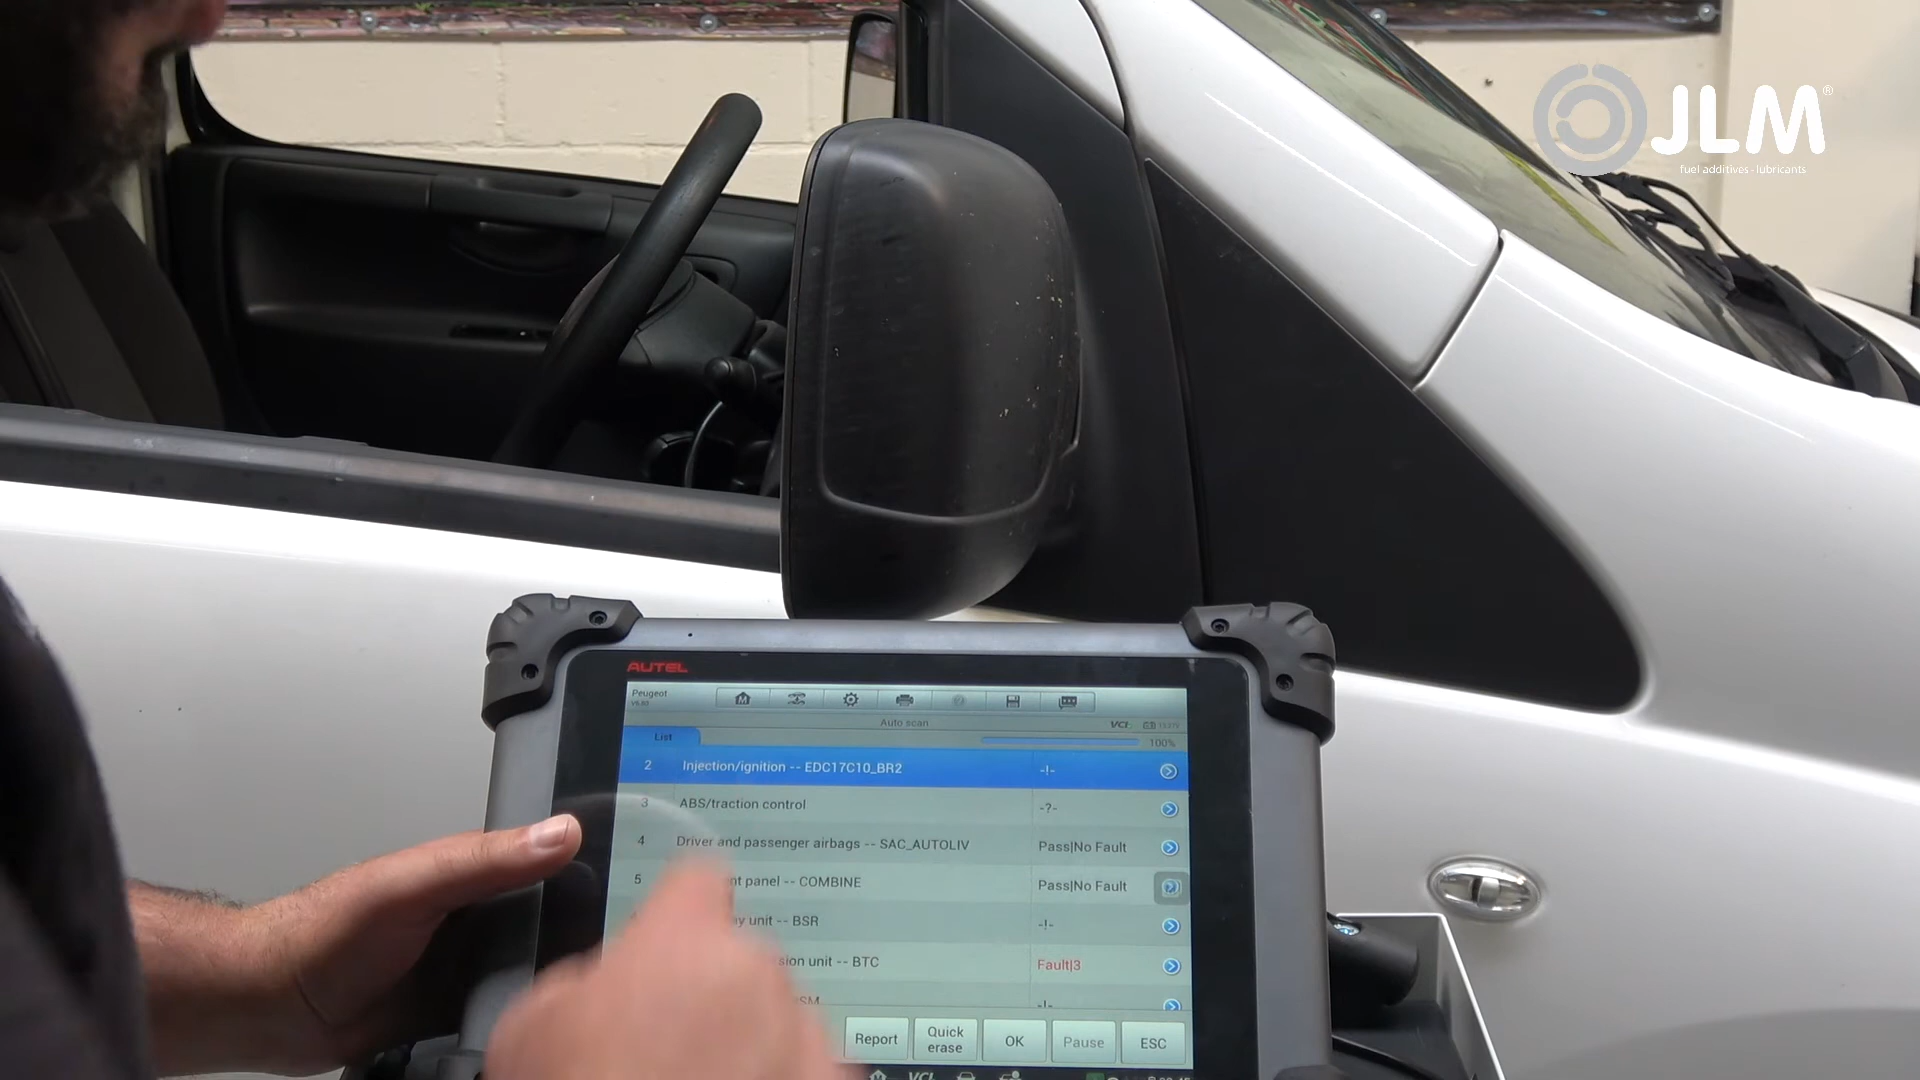 JLM®
fuel additives - lubricants
AUTEL
Peugeot
Auto scan
VCI
List
100%
2 Injection/ignition -- EDC17C10_BR2 -!-
3 ABS/traction control -?-
4 Driver and passenger airbags -- SAC_AUTOLIV Pass|No Fault
5 panel -- COMBINE Pass|No Fault
unit -- BSR -!-
unit -- BTC Fault|3
-!-
Report
Quick erase
OK
Pause
ESC
VCI